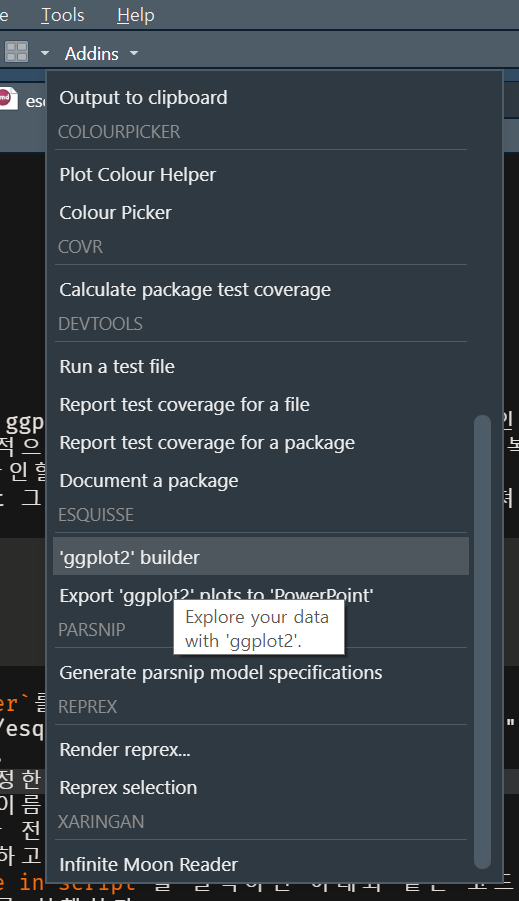 e Tools Help
Addins
Output to clipboard
esq
COLOURPICKER
Plot Colour Helper
Colour Picker
COVR
Calculate package test coverage
DEVTOOLS
Run a test file
Report test coverage for a file
ggp
인
Report test coverage for a package
적으
복
인할
Document a package
그
져
ESQUISSE
'ggplot2' builder
Export 'ggplot2' plots to 'PowerPoint'
Explore your data
with 'ggplot2'.
PARSNIP
Generate parsnip model specifications
er`를
REPREX
/esq
"
Render reprex...
정한
Reprex selection
이름
XARINGAN
전
하고
Infinite Moon Reader
e in script